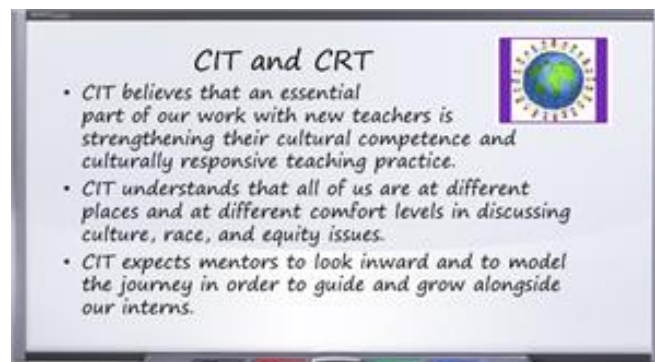 CIT and CRT
• CIT believes that an essential
part of our work with new teachers is
strengthening their cultural competence and
culturally responsive teaching practice.
• CIT understands that all of us are at different
places and at different comfort levels in discussing
culture, race, and equity issues.
• CIT expects mentors to look inward and to model
the journey in order to guide and grow alongside
our interns.